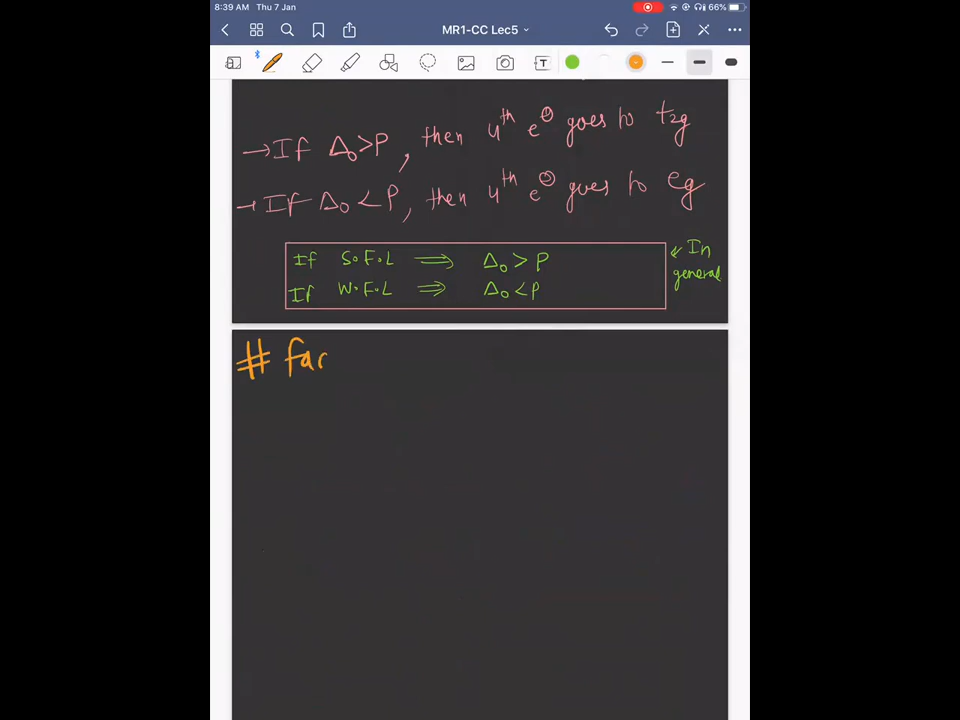 8:39 AM Thu 7 Jan 66%
MR1-CC Lec5
T
→ If Δo>P, then 4th e⊖ goes to t2g
→ If Δo<P, then 4th e⊖ goes to eg
If S.F.L ⟹ Δo > P
If W.F.L ⟹ Δo < P
← In
general
# fac